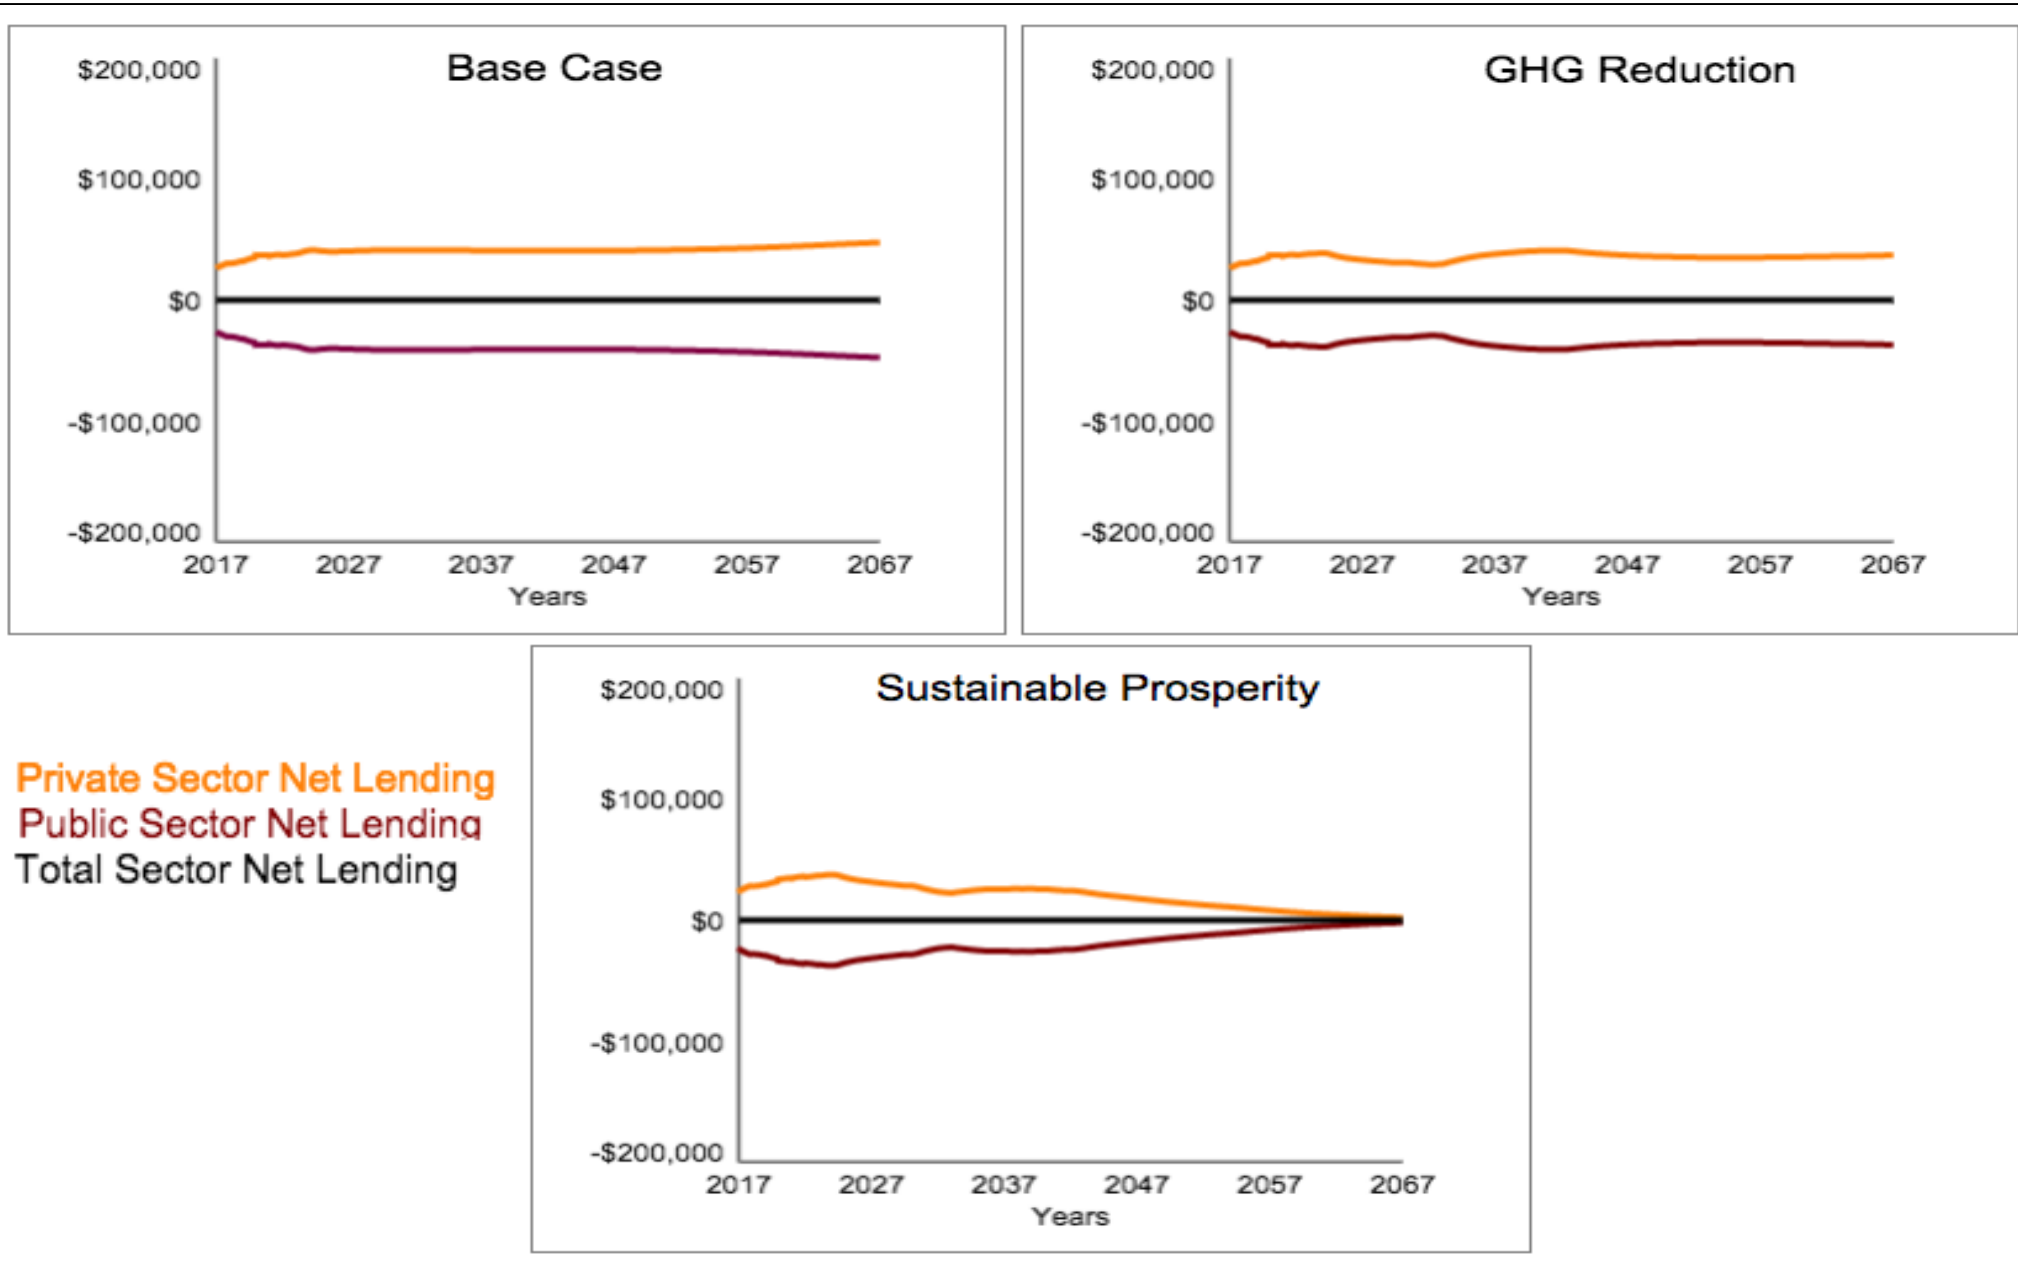 Base Case
$200,000
$100,000
$0
-$100,000
-$200,000
2017 2027 2037 2047 2057 2067
Years
GHG Reduction
$200,000
$100,000
$0
-$100,000
-$200,000
2017 2027 2037 2047 2057 2067
Years
Private Sector Net Lending
Public Sector Net Lending
Total Sector Net Lending
Sustainable Prosperity
$200,000
$100,000
$0
-$100,000
-$200,000
2017 2027 2037 2047 2057 2067
Years